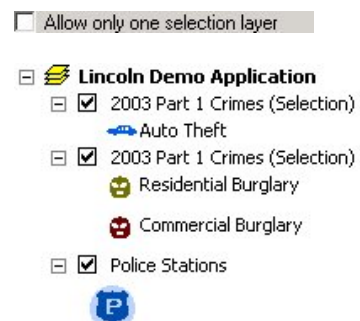 Allow only one selection layer
Lincoln Demo Application
2003 Part 1 Crimes (Selection)
Auto Theft
2003 Part 1 Crimes (Selection)
Residential Burglary
Commercial Burglary
Police Stations
P